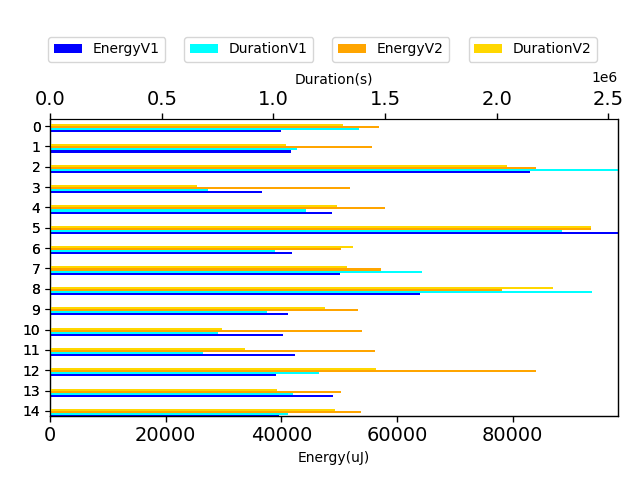 EnergyV1 DurationV1 EnergyV2 DurationV2
Duration(s)
1e6
0.0 0.5 1.0 1.5 2.0 2.5
0
1
2
3
4
5
6
7
8
9
10
11
12
13
14
0 20000 40000 60000 80000
Energy(uJ)